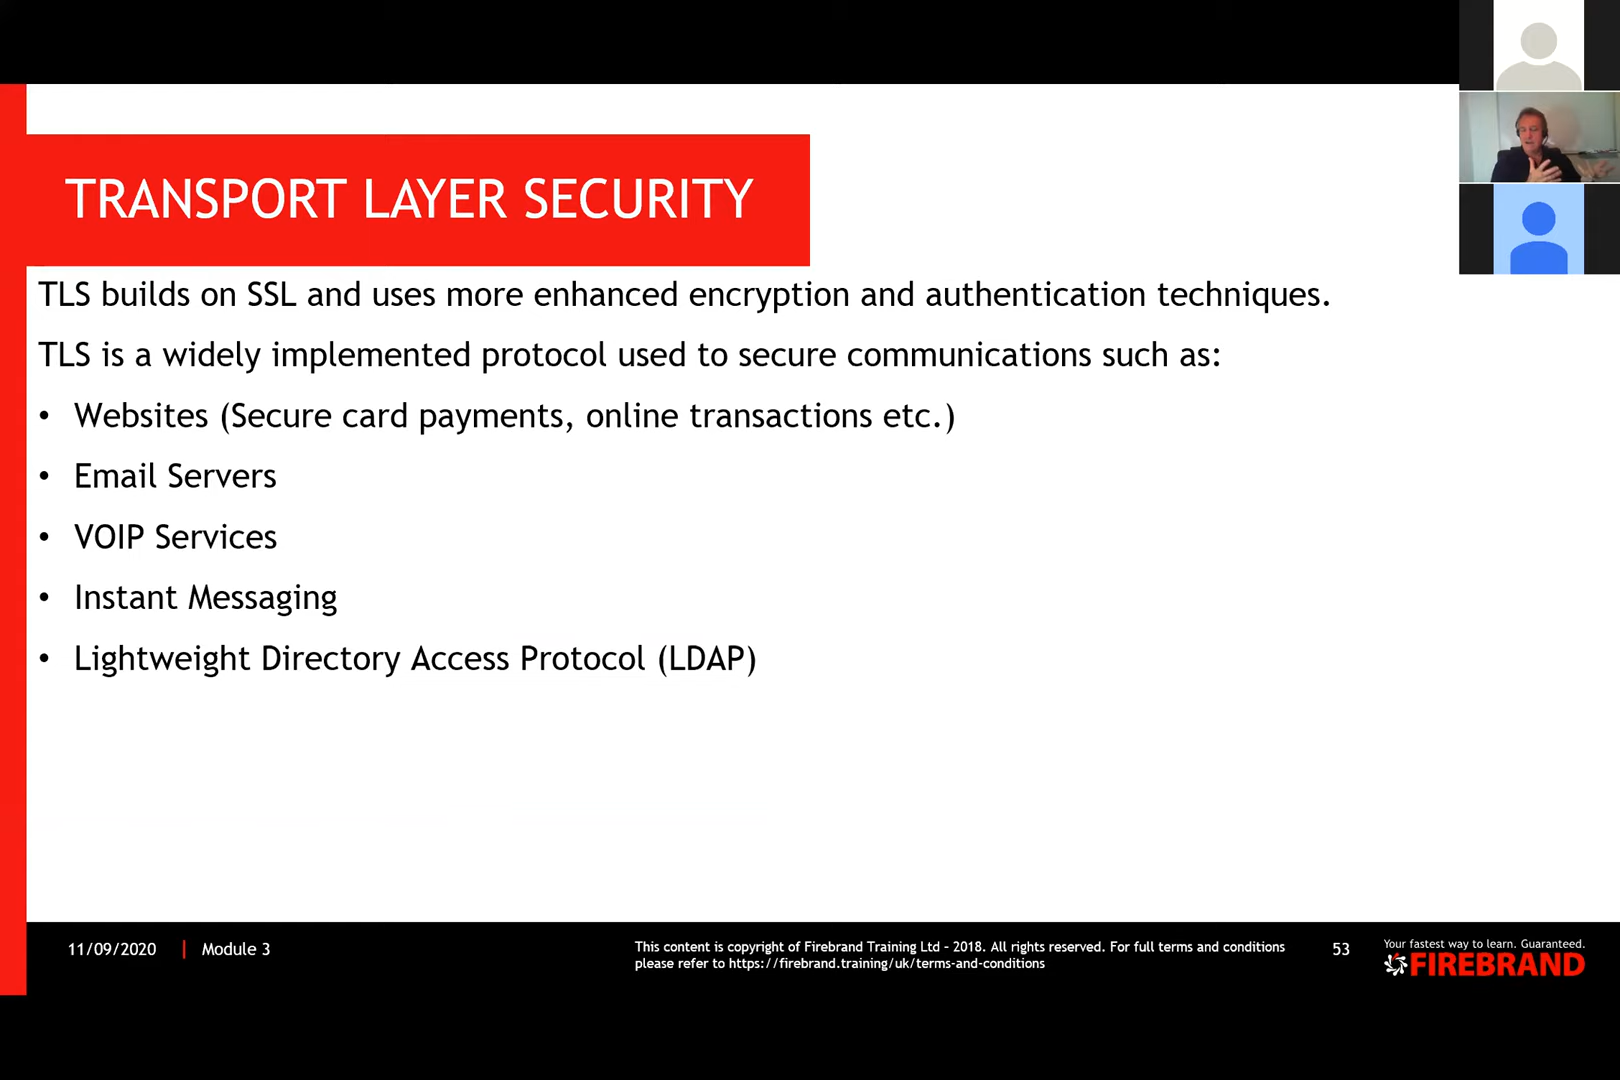 TRANSPORT LAYER SECURITY
TLS builds on SSL and uses more enhanced encryption and authentication techniques.
TLS is a widely implemented protocol used to secure communications such as:
• Websites (Secure card payments, online transactions etc.)
• Email Servers
• VOIP Services
• Instant Messaging
• Lightweight Directory Access Protocol (LDAP)
11/09/2020 | Module 3
This content is copyright of Firebrand Training Ltd – 2018. All rights reserved. For full terms and conditions
please refer to https://firebrand.training/uk/terms-and-conditions
53
Your fastest way to learn. Guaranteed.
FIREBRAND